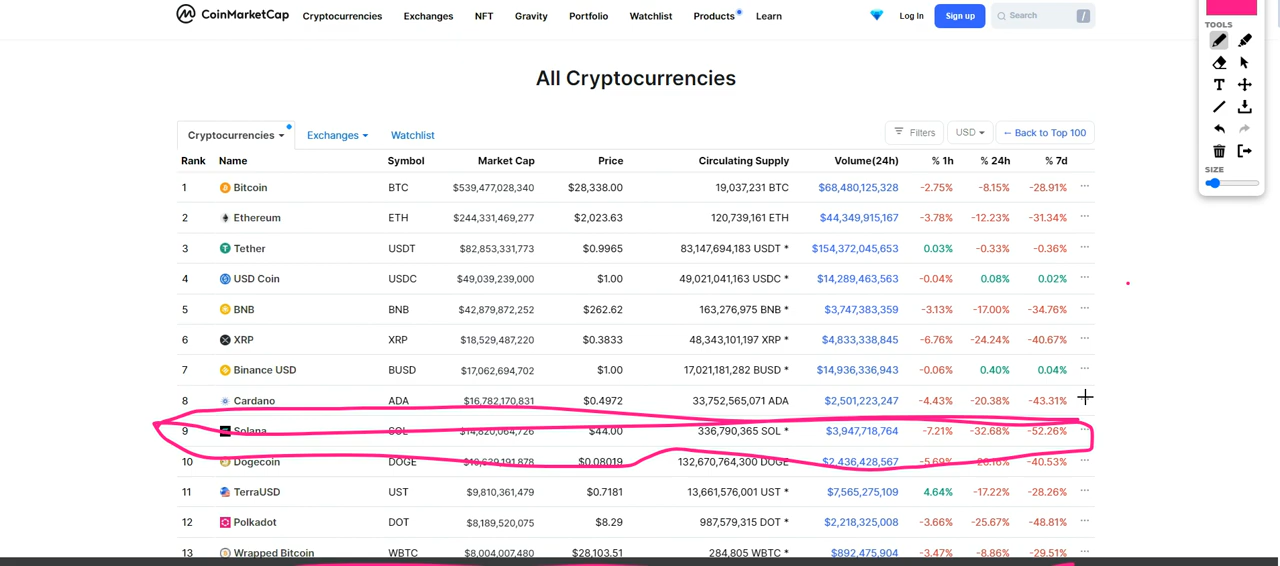 CoinMarketCap Cryptocurrencies Exchanges NFT Gravity Portfolio Watchlist Products Learn Log In Sign up Search /
TOOLS
All Cryptocurrencies
Cryptocurrencies Exchanges Watchlist Filters USD ← Back to Top 100
SIZE
Rank Name Symbol Market Cap Price Circulating Supply Volume(24h) % 1h % 24h % 7d
1 Bitcoin BTC $539,477,028,340 $28,338.00 19,037,231 BTC $68,480,125,328 -2.75% -8.15% -28.91% ...
2 Ethereum ETH $244,331,469,277 $2,023.63 120,739,161 ETH $44,349,915,167 -3.78% -12.23% -31.34% ...
3 Tether USDT $82,853,331,773 $0.9965 83,147,694,183 USDT * $154,372,045,653 0.03% -0.33% -0.36% ...
4 USD Coin USDC $49,039,239,000 $1.00 49,021,041,163 USDC * $14,289,463,563 -0.04% 0.08% 0.02% ...
5 BNB BNB $42,879,872,252 $262.62 163,276,975 BNB * $3,747,383,359 -3.13% -17.00% -34.76% ...
6 XRP XRP $18,529,487,220 $0.3833 48,343,101,197 XRP * $4,833,338,845 -6.76% -24.24% -40.67% ...
7 Binance USD BUSD $17,062,694,702 $1.00 17,021,181,282 BUSD * $14,936,336,943 -0.06% 0.40% 0.04% ...
8 Cardano ADA $16,782,170,831 $0.4972 33,752,565,071 ADA $2,501,223,247 -4.43% -20.38% -43.31%
9 Solana SOL $14,820,064,726 $44.00 336,790,365 SOL * $3,947,718,764 -7.21% -32.68% -52.26% ...
10 Dogecoin DOGE $0.08019 132,670,764,300 DOGE $2,436,428,567 -5.69% -40.53% ...
11 TerraUSD UST $9,810,361,479 $0.7181 13,661,576,001 UST * $7,565,275,109 4.64% -17.22% -28.26% ...
12 Polkadot DOT $8,189,520,075 $8.29 987,579,315 DOT * $2,218,325,008 -3.66% -25.67% -48.81% ...
13 Wrapped Bitcoin WBTC $8,004,007,480 $28,103.51 284,805 WBTC * $892,475,904 -3.47% -8.86% -29.51% ...